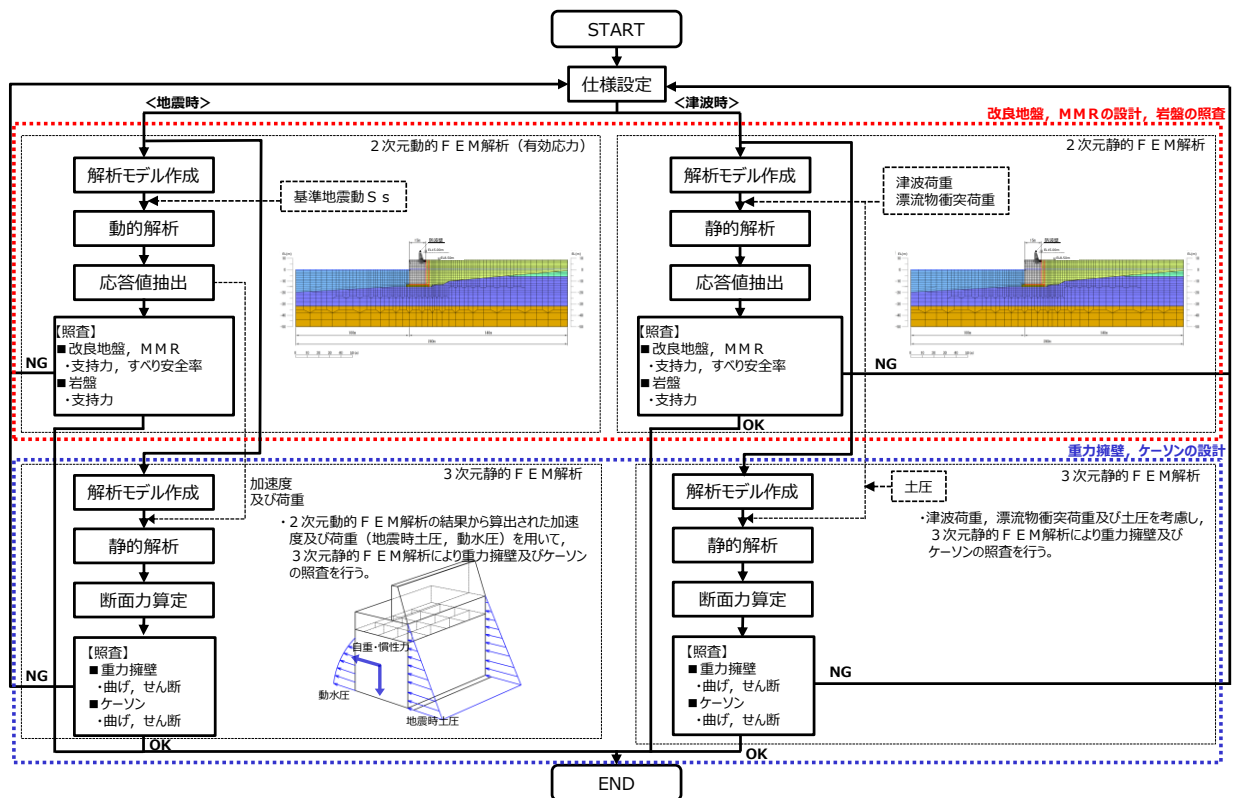 START
仕様設定
<地震時>
<津波時>
改良地盤，ＭＭＲの設計，岩盤の照査
２次元動的ＦＥＭ解析（有効応力）
解析モデル作成
基準地震動Ｓｓ
動的解析
応答値抽出
【照査】
■改良地盤，ＭＭＲ
・支持力，すべり安全率
■岩盤
・支持力
NG
２次元静的ＦＥＭ解析
解析モデル作成
津波荷重
漂流物衝突荷重
静的解析
応答値抽出
【照査】
■改良地盤，ＭＭＲ
・支持力，すべり安全率
■岩盤
・支持力
NG
OK
重力擁壁，ケーソンの設計
３次元静的ＦＥＭ解析
解析モデル作成
加速度
及び荷重
・２次元動的ＦＥＭ解析の結果から算出された加速
度及び荷重（地震時土圧，動水圧）を用いて，
３次元静的ＦＥＭ解析により重力擁壁及びケーソン
の照査を行う。
静的解析
断面力算定
自重・慣性力
動水圧
地震時土圧
【照査】
■重力擁壁
・曲げ，せん断
■ケーソン
・曲げ，せん断
NG
OK
３次元静的ＦＥＭ解析
解析モデル作成
土圧
・津波荷重，漂流物衝突荷重及び土圧を考慮し，
３次元静的ＦＥＭ解析により重力擁壁及び
ケーソンの照査を行う。
静的解析
断面力算定
【照査】
■重力擁壁
・曲げ，せん断
■ケーソン
・曲げ，せん断
NG
OK
END